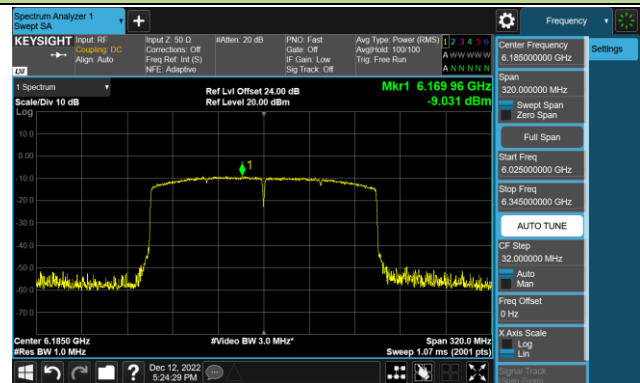 Spectrum Analyzer 1
Swept SA
Frequency
KEYSIGHT
Input: RF
Coupling: DC
Align: Auto
Input Z: 50 Ω
Corrections: Off
Freq Ref: Int (S)
NFE: Adaptive
#Atten: 20 dB
PNO: Fast
Gate: Off
IF Gain: Low
Sig Track: Off
Avg Type: Power (RMS)
Avg|Hold: 100/100
Trig: Free Run
1 2 3 4 5 6
A W W W W W
A N N N N N
LXI
1 Spectrum
Scale/Div 10 dB
Log
Ref Lvl Offset 24.00 dB
Ref Level 20.00 dBm
Mkr1 6.169 96 GHz
-9.031 dBm
10.0
0.00
-10.0
-20.0
-30.0
-40.0
-50.0
-60.0
-70.0
1
Center 6.1850 GHz
#Res BW 1.0 MHz
#Video BW 3.0 MHz*
Span 320.0 MHz
Sweep 1.07 ms (2001 pts)
Dec 12, 2022
5:24:29 PM
?
Center Frequency
6.185000000 GHz
Span
320.000000 MHz
Swept Span
Zero Span
Full Span
Start Freq
6.025000000 GHz
Stop Freq
6.345000000 GHz
AUTO TUNE
CF Step
32.000000 MHz
Auto
Man
Freq Offset
0 Hz
X Axis Scale
Log
Lin
Signal Track
Settings